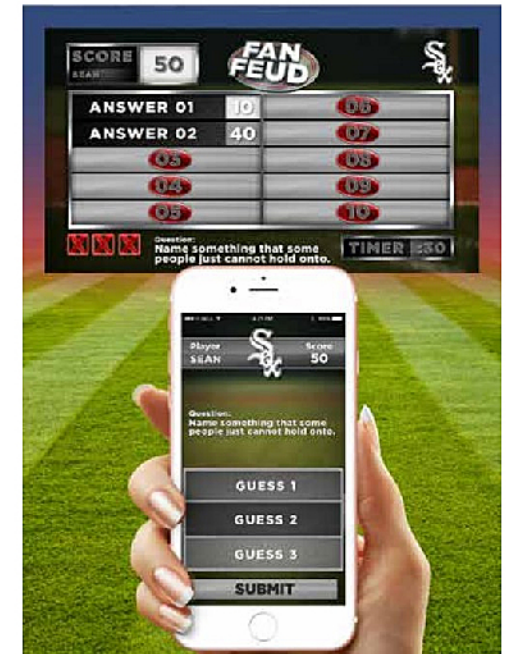 SCORE
SEAN
50
FAN
FEUD
Sox
ANSWER 01 10
ANSWER 02 40
03
04
05
06
07
08
09
10
Question:
Name something that some
people just cannot hold onto.
TIMER :30
Player
SEAN
Sox
Score
50
Question:
Name something that some
people just cannot hold onto.
GUESS 1
GUESS 2
GUESS 3
SUBMIT